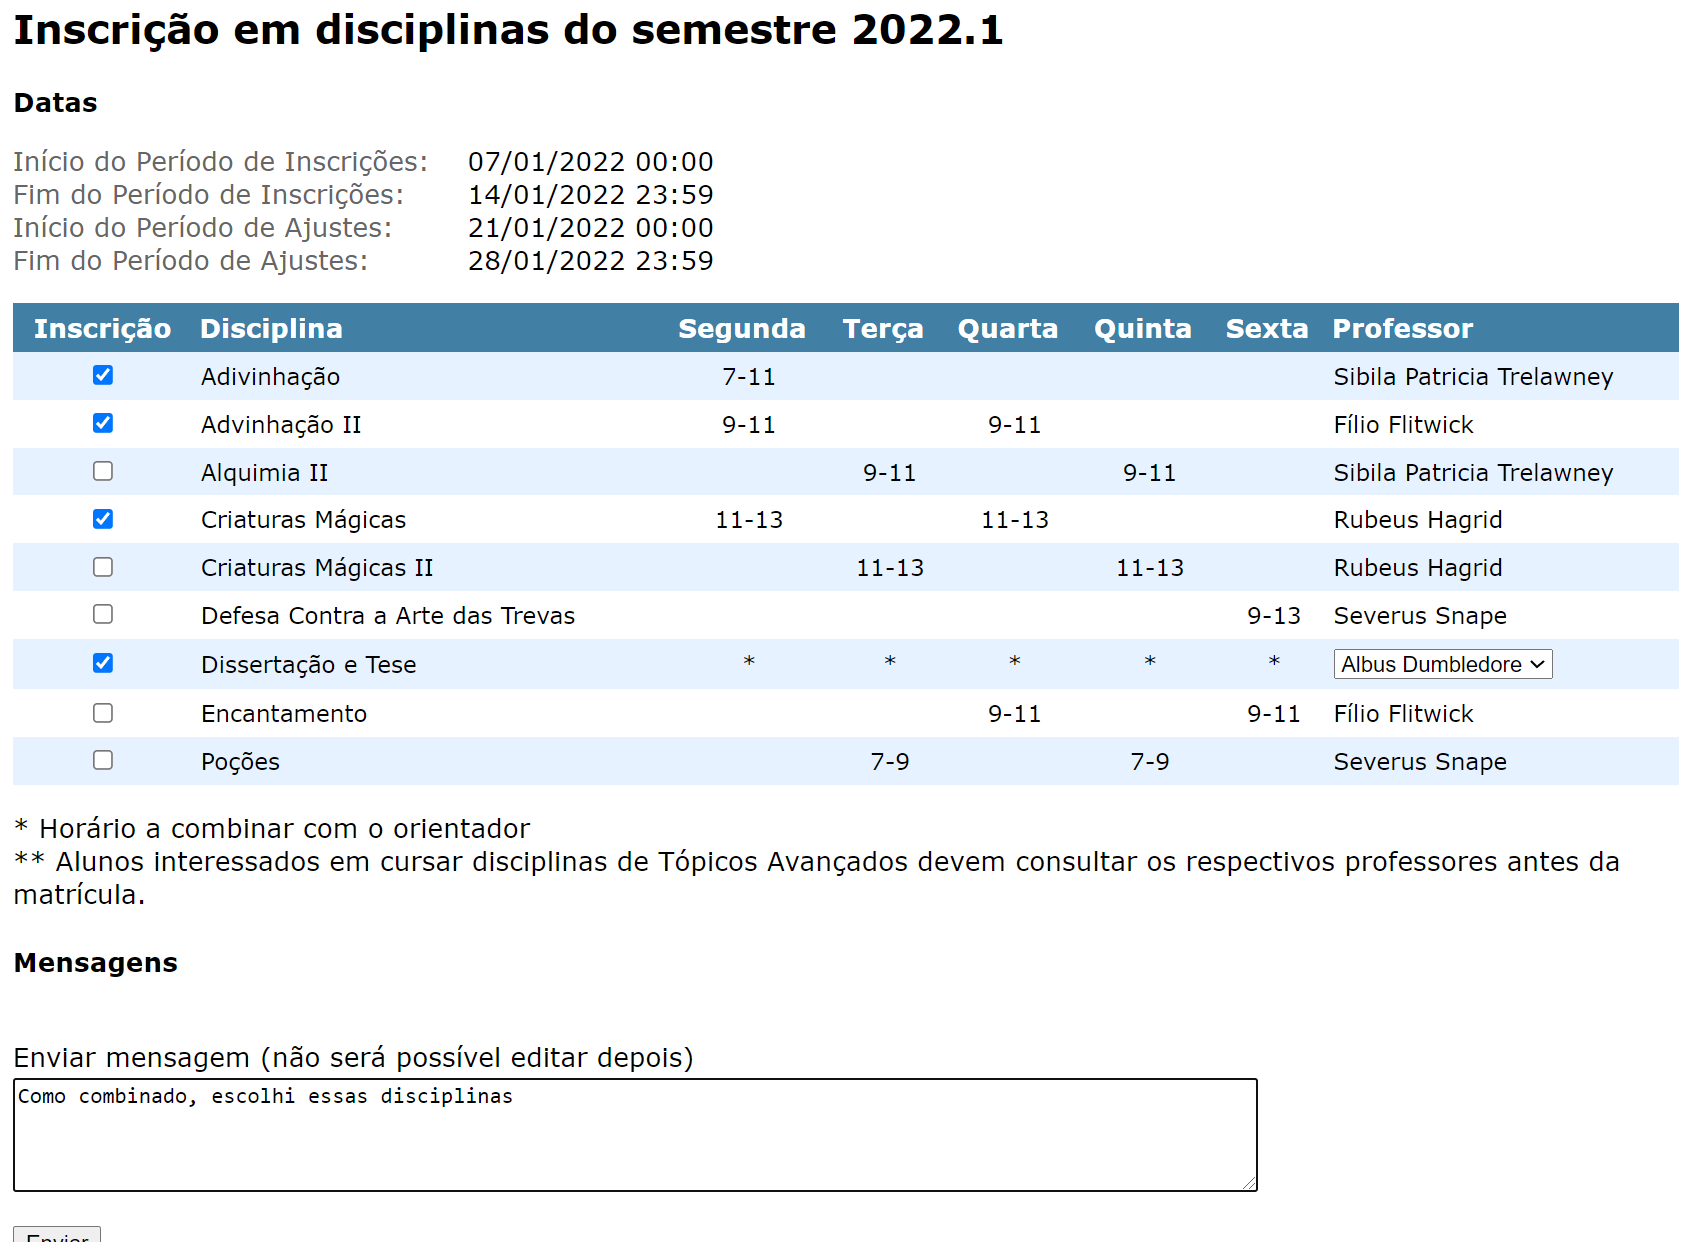 Inscrição em disciplinas do semestre 2022.1
Datas
Início do Período de Inscrições: 07/01/2022 00:00
Fim do Período de Inscrições: 14/01/2022 23:59
Início do Período de Ajustes: 21/01/2022 00:00
Fim do Período de Ajustes: 28/01/2022 23:59
Inscrição Disciplina Segunda Terça Quarta Quinta Sexta Professor
Adivinhação 7-11 Sibila Patricia Trelawney
Advinhação II 9-11 9-11 Fílio Flitwick
Alquimia II 9-11 9-11 Sibila Patricia Trelawney
Criaturas Mágicas 11-13 11-13 Rubeus Hagrid
Criaturas Mágicas II 11-13 11-13 Rubeus Hagrid
Defesa Contra a Arte das Trevas 9-13 Severus Snape
Dissertação e Tese * * * * * Albus Dumbledore
Encantamento 9-11 9-11 Fílio Flitwick
Poções 7-9 7-9 Severus Snape
* Horário a combinar com o orientador
** Alunos interessados em cursar disciplinas de Tópicos Avançados devem consultar os respectivos professores antes da
matrícula.
Mensagens
Enviar mensagem (não será possível editar depois)
Como combinado, escolhi essas disciplinas
Enviar